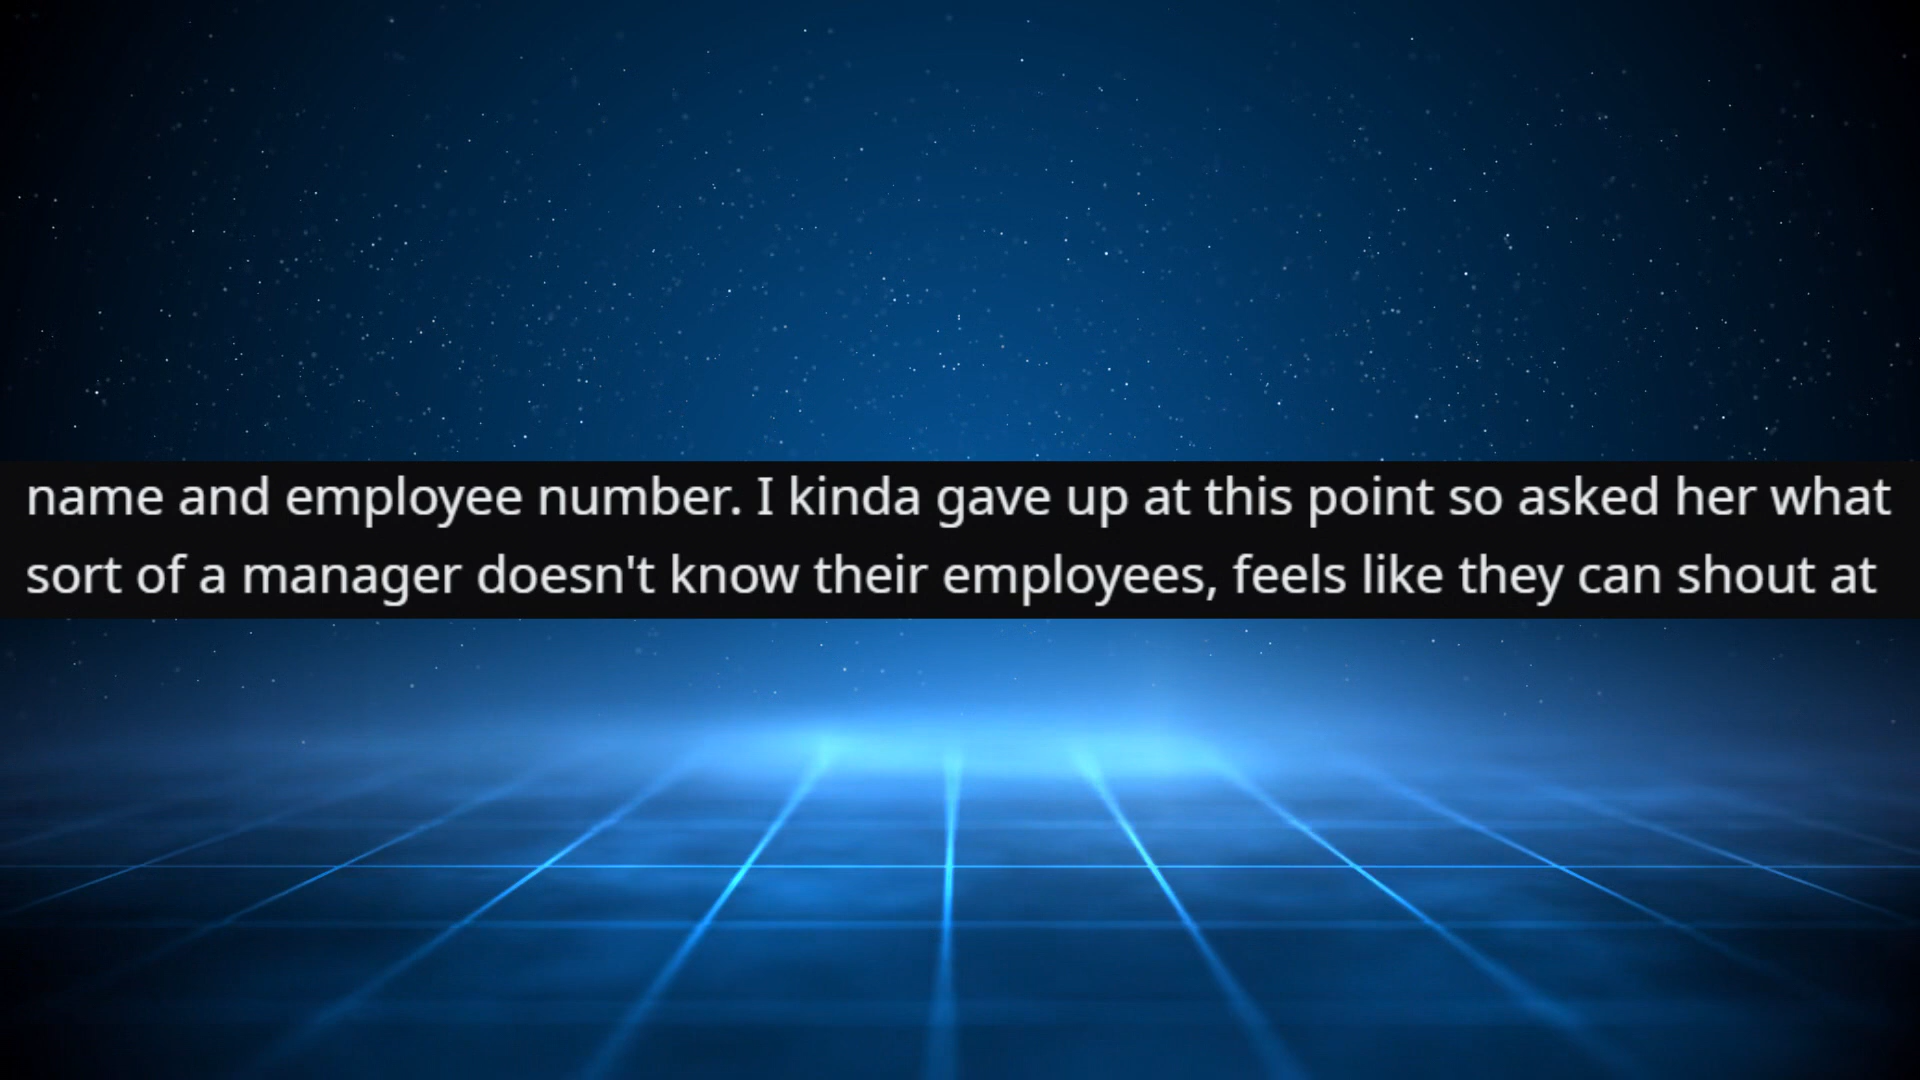 name and employee number. I kinda gave up at this point so asked her what
sort of a manager doesn't know their employees, feels like they can shout at